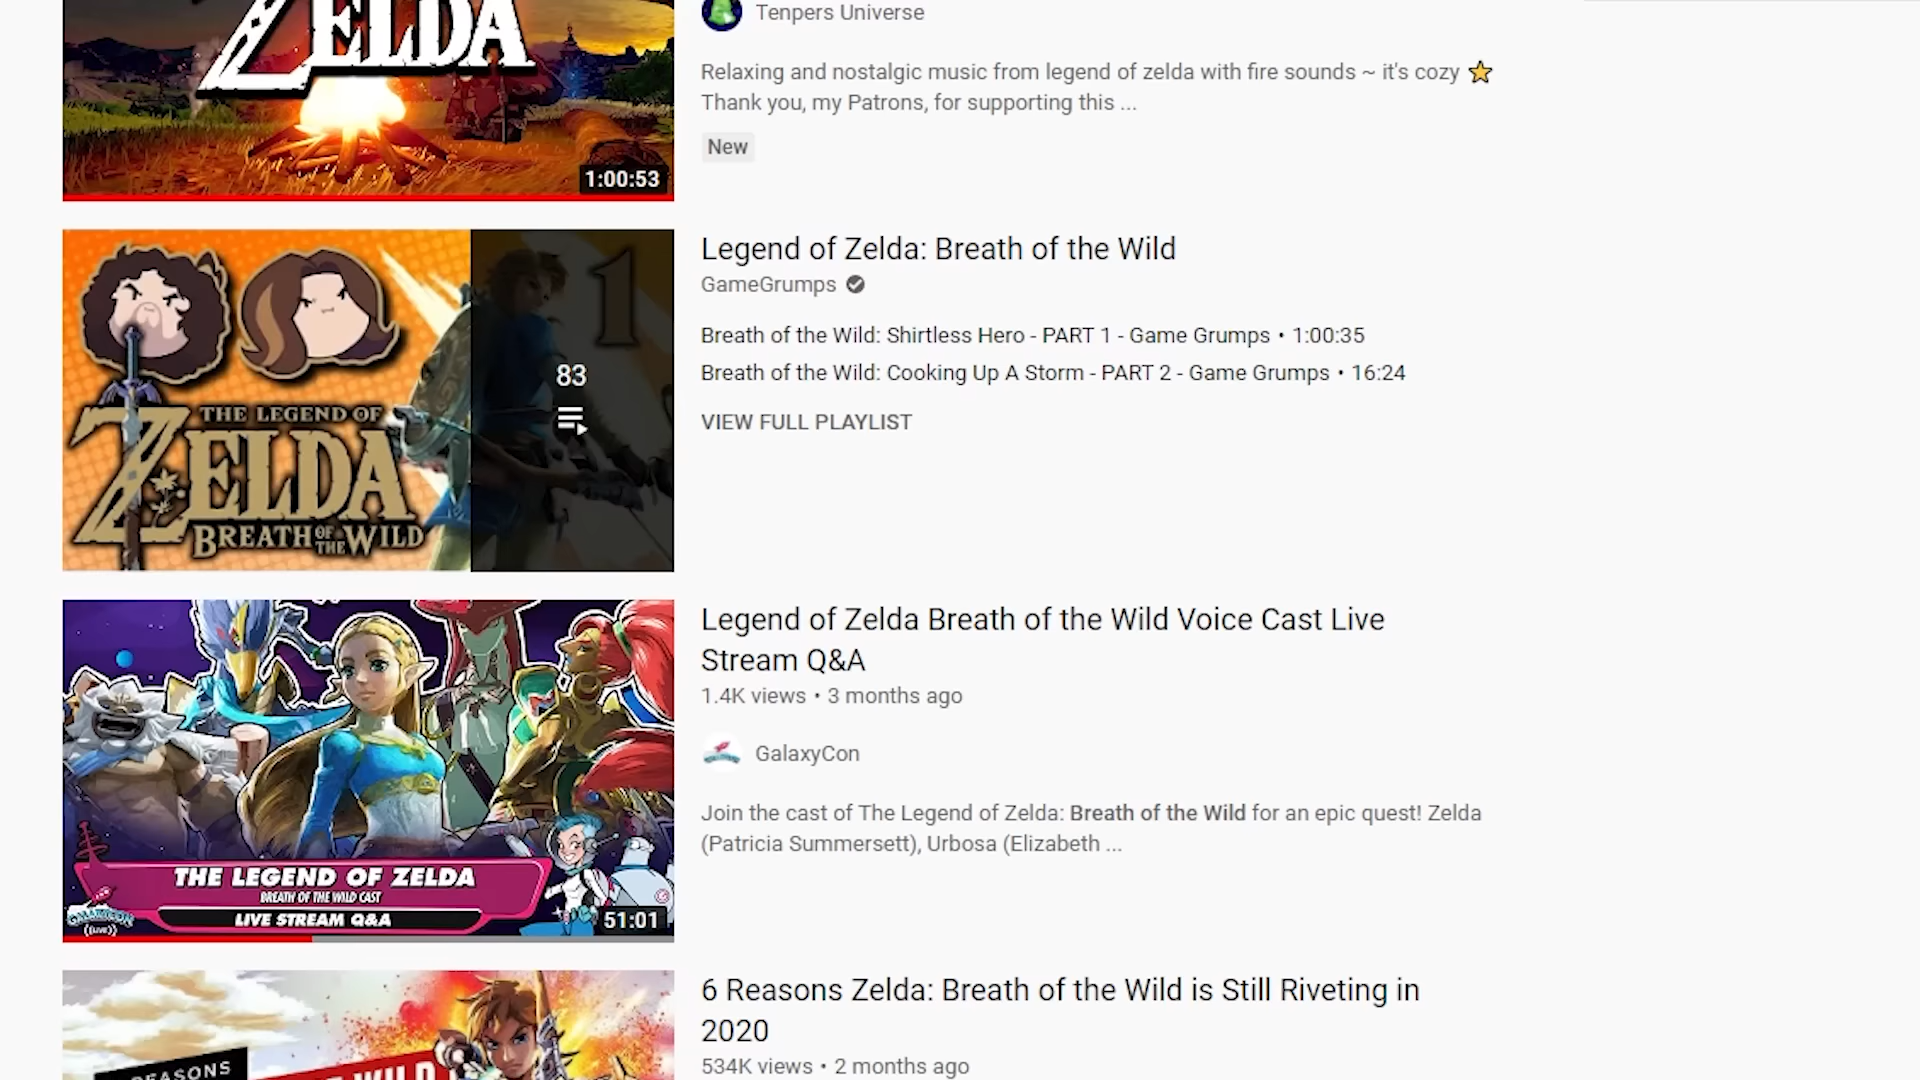 ZELDA
1:00:53
Tenpers Universe
Relaxing and nostalgic music from legend of zelda with fire sounds ~ it's cozy ⭐
Thank you, my Patrons, for supporting this ...
New
1
83
THE LEGEND OF
ZELDA
BREATH OF THE WILD
Legend of Zelda: Breath of the Wild
GameGrumps
Breath of the Wild: Shirtless Hero - PART 1 - Game Grumps • 1:00:35
Breath of the Wild: Cooking Up A Storm - PART 2 - Game Grumps • 16:24
VIEW FULL PLAYLIST
THE LEGEND OF ZELDA
BREATH OF THE WILD CAST
LIVE STREAM Q&A
GALAXYCON
((LIVE))
51:01
Legend of Zelda Breath of the Wild Voice Cast Live
Stream Q&A
1.4K views • 3 months ago
GalaxyCon
Join the cast of The Legend of Zelda: Breath of the Wild for an epic quest! Zelda
(Patricia Summersett), Urbosa (Elizabeth ...
REASONS
WILD
6 Reasons Zelda: Breath of the Wild is Still Riveting in
2020
534K views • 2 months ago